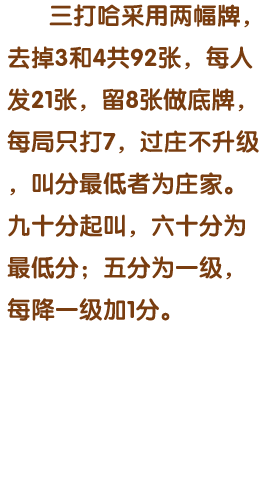 三打哈采用两幅牌，
去掉3和4共92张，每人
发21张，留8张做底牌，
每局只打7，过庄不升级
，叫分最低者为庄家。
九十分起叫，六十分为
最低分；五分为一级，
每降一级加1分。